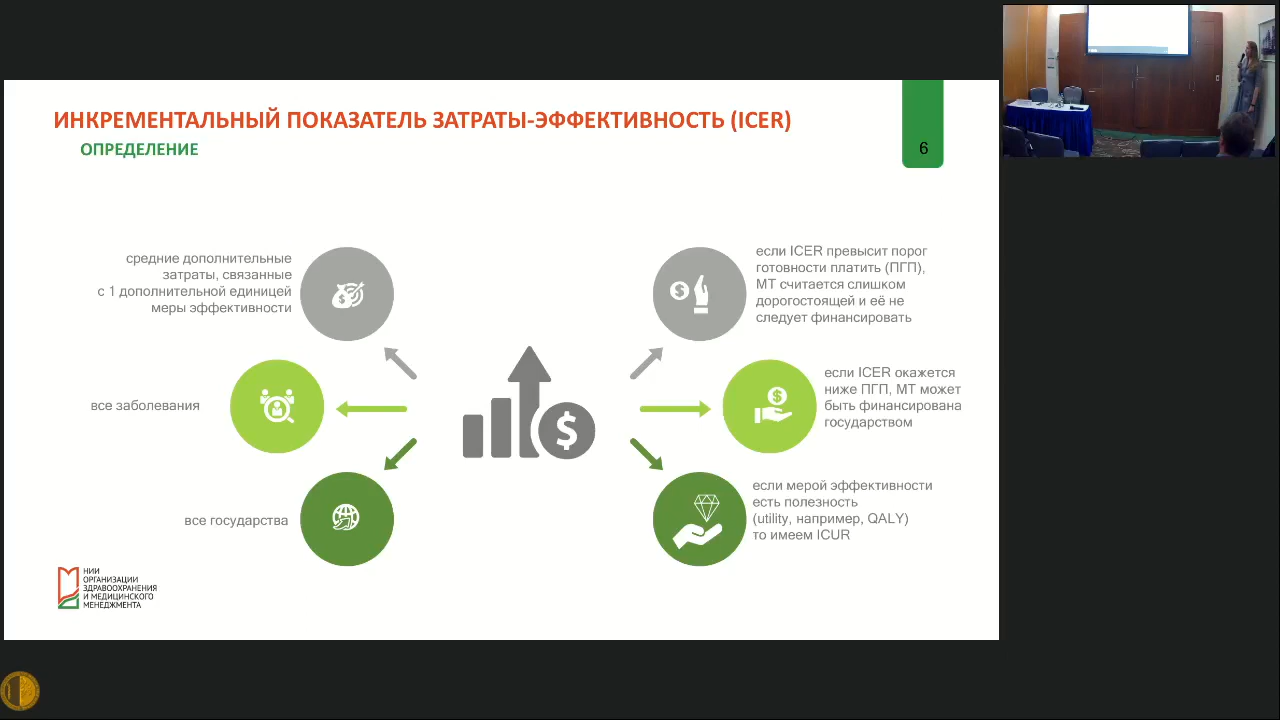 ИНКРЕМЕНТАЛЬНЫЙ ПОКАЗАТЕЛЬ ЗАТРАТЫ-ЭФФЕКТИВНОСТЬ (ICER)
ОПРЕДЕЛЕНИЕ
6
средние дополнительные
затраты, связанные
с 1 дополнительной единицей
меры эффективности
все заболевания
все государства
если ICER превысит порог
готовности платить (ПГП),
МТ считается слишком
дорогостоящей и её не
следует финансировать
если ICER окажется
ниже ПГП, МТ может
быть финансирована
государством
если мерой эффективности
есть полезность
(utility, например, QALY)
то имеем ICUR
НИИ
ОРГАНИЗАЦИИ
ЗДРАВООХРАНЕНИЯ
И МЕДИЦИНСКОГО
МЕНЕДЖМЕНТА